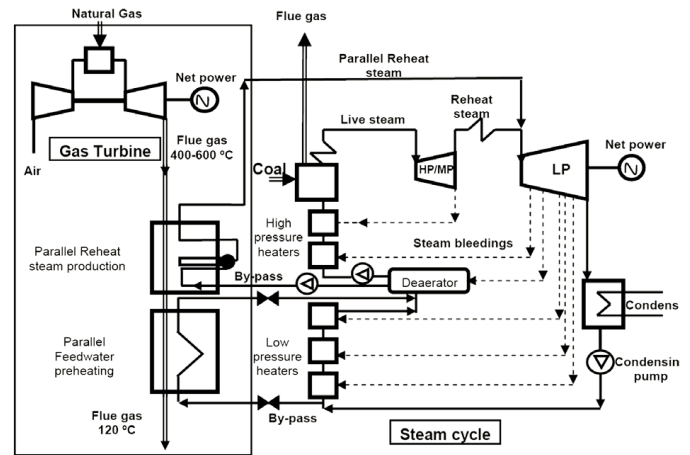 Natural Gas
Flue gas
Net power
Parallel Reheat
steam
Reheat
steam
Live steam
Flue gas
400-600 ºC
Gas Turbine
Air
Coal
HP/MP
LP
Net power
High
pressure
heaters
Steam bleedings
Parallel Reheat
steam production
By-pass
Deaerator
Condens
Parallel
Feedwater
preheating
Low
pressure
heaters
Condensin
pump
Flue gas
120 ºC
By-pass
Steam cycle